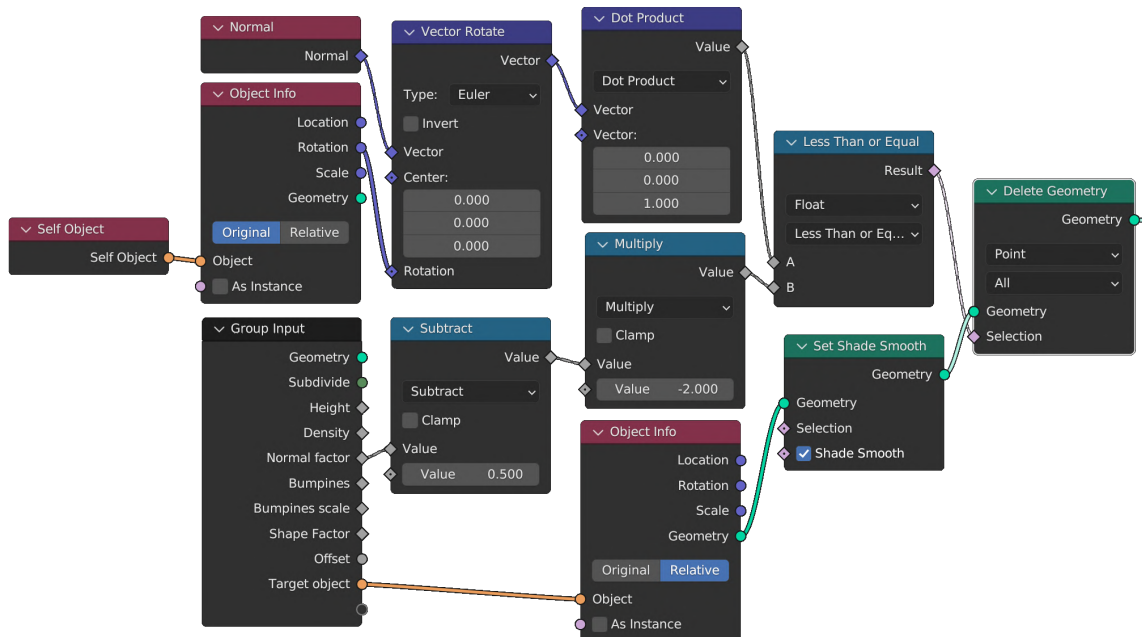 Normal
Normal
Object Info
Location
Rotation
Scale
Geometry
Original Relative
Object
As Instance
Self Object
Self Object
Vector Rotate
Vector
Type: Euler
Invert
Vector
Center:
0.000
0.000
0.000
Rotation
Dot Product
Value
Dot Product
Vector
Vector:
0.000
0.000
1.000
Less Than or Equal
Result
Float
Less Than or Eq...
A
B
Delete Geometry
Geometry
Point
All
Geometry
Selection
Group Input
Geometry
Subdivide
Height
Density
Normal factor
Bumpines
Bumpines scale
Shape Factor
Offset
Target object
Subtract
Value
Subtract
Clamp
Value
Value 0.500
Multiply
Value
Multiply
Clamp
Value
Value -2.000
Object Info
Location
Rotation
Scale
Geometry
Original Relative
Object
As Instance
Set Shade Smooth
Geometry
Geometry
Selection
Shade Smooth